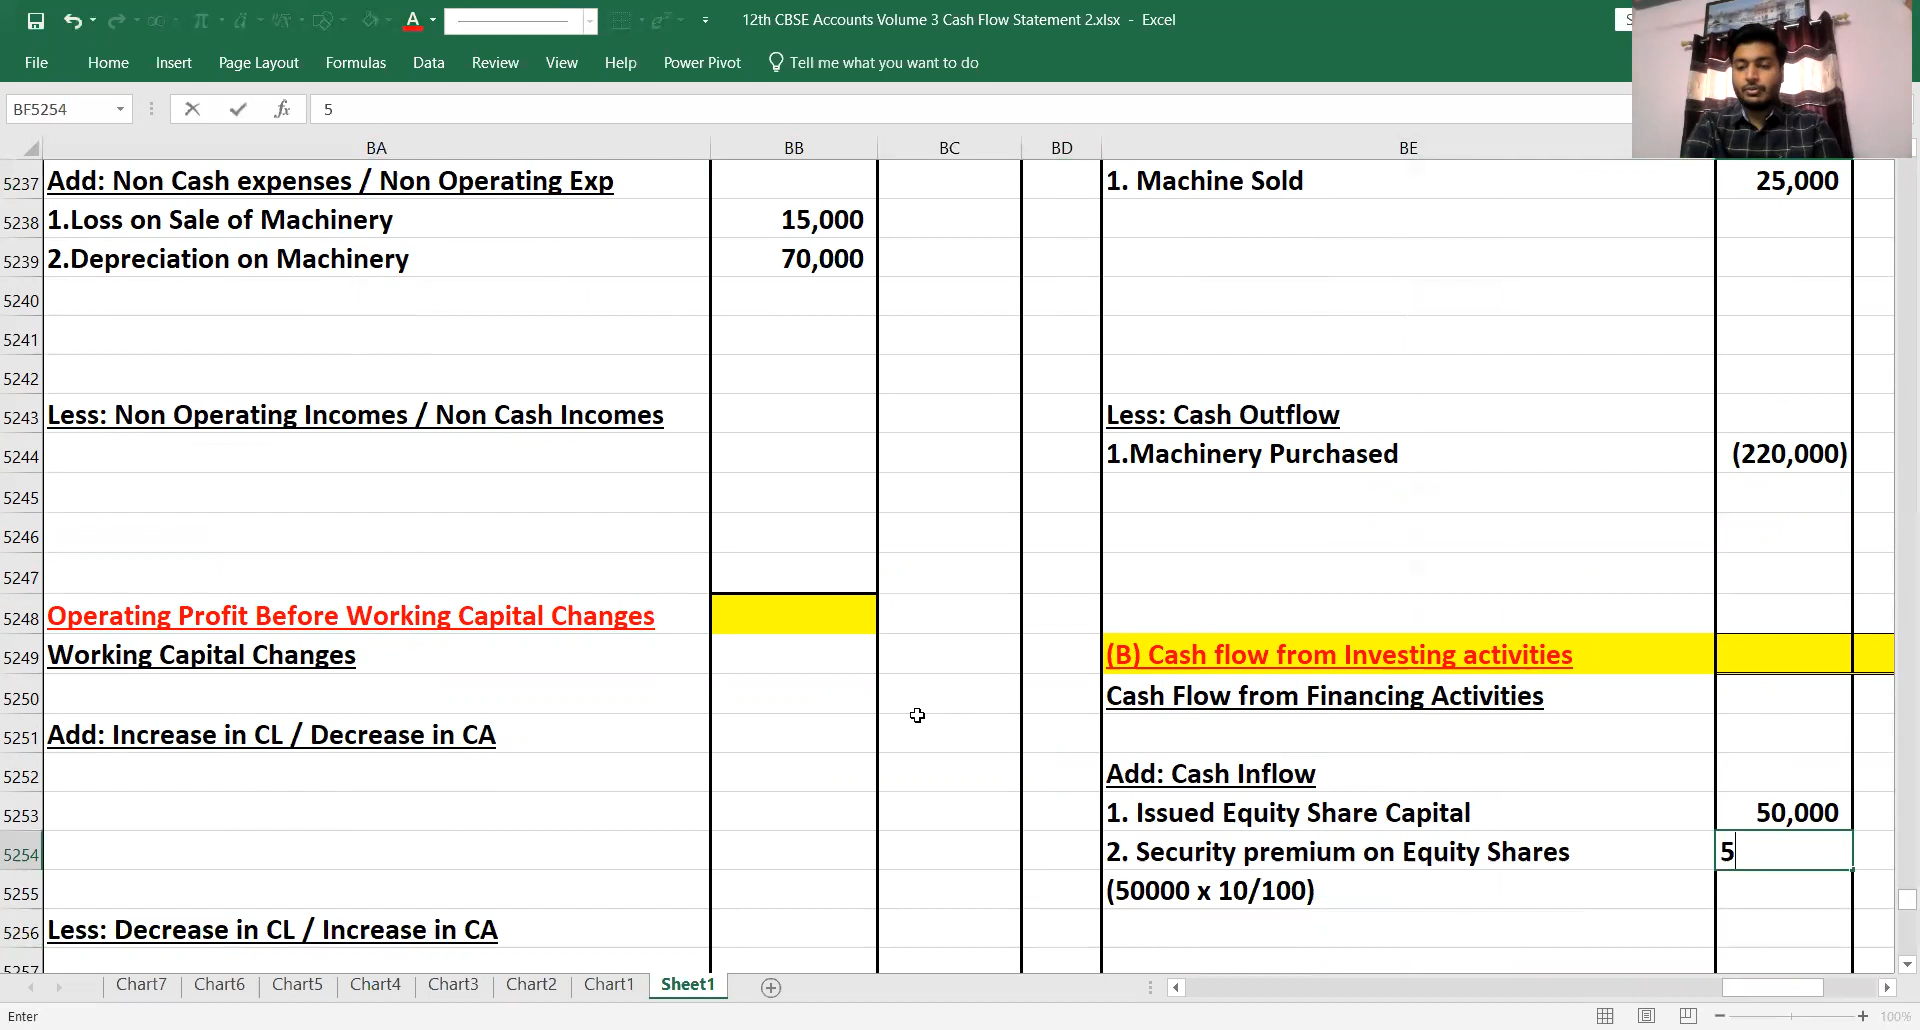 12th CBSE Accounts Volume 3 Cash Flow Statement 2.xlsx - Excel
File Home Insert Page Layout Formulas Data Review View Help Power Pivot Tell me what you want to do
BF5254 fx 5
BA BB BC BD BE
5237 Add: Non Cash expenses / Non Operating Exp 1. Machine Sold 25,000
5238 1.Loss on Sale of Machinery 15,000
5239 2.Depreciation on Machinery 70,000
5240
5241
5242
5243 Less: Non Operating Incomes / Non Cash Incomes Less: Cash Outflow
5244 1.Machinery Purchased (220,000)
5245
5246
5247
5248 Operating Profit Before Working Capital Changes
5249 Working Capital Changes (B) Cash flow from Investing activities
5250 Cash Flow from Financing Activities
5251 Add: Increase in CL / Decrease in CA
5252 Add: Cash Inflow
5253 1. Issued Equity Share Capital 50,000
5254 2. Security premium on Equity Shares 5
5255 (50000 x 10/100)
5256 Less: Decrease in CL / Increase in CA
5257
Chart7 Chart6 Chart5 Chart4 Chart3 Chart2 Chart1 Sheet1
Enter 100%